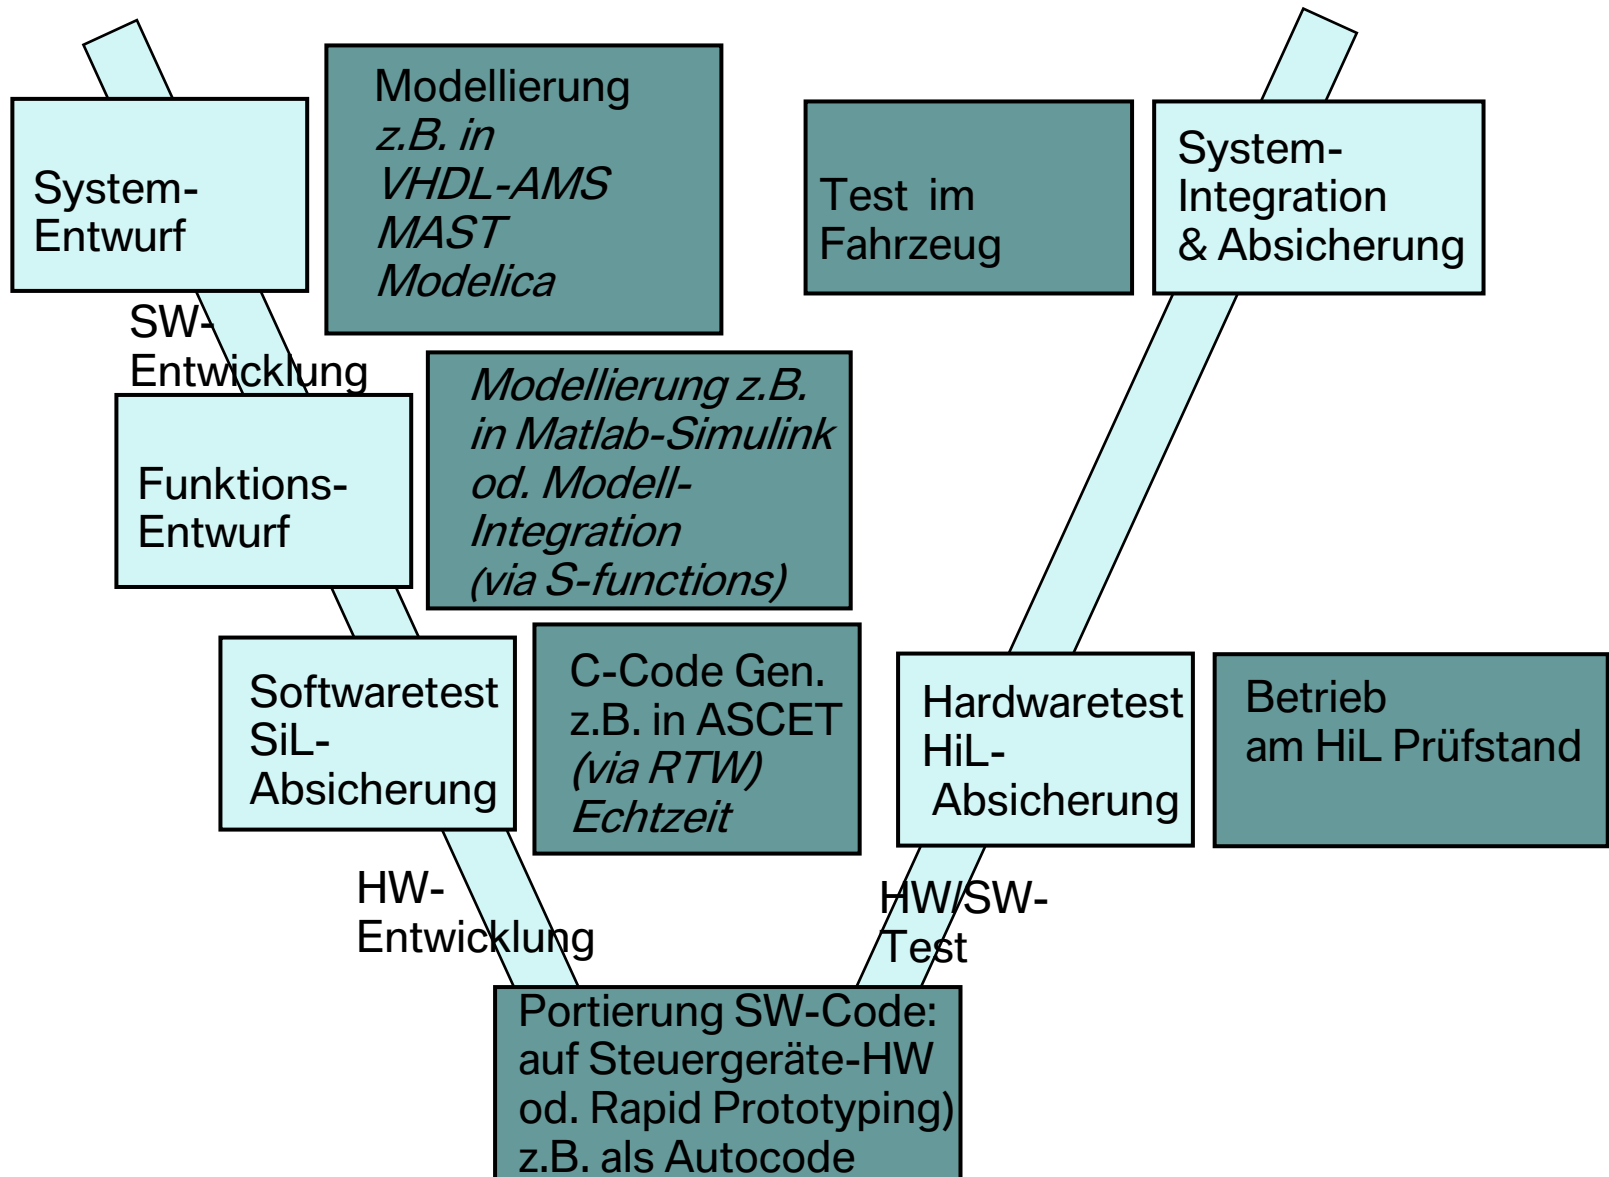 System-
Entwurf
Modellierung
z.B. in
VHDL-AMS
MAST
Modelica
Test im
Fahrzeug
System-
Integration
& Absicherung
SW-
Entwicklung
Funktions-
Entwurf
Modellierung z.B.
in Matlab-Simulink
od. Modell-
Integration
(via S-functions)
Softwaretest
SiL-
Absicherung
C-Code Gen.
z.B. in ASCET
(via RTW)
Echtzeit
Hardwaretest
HiL-
Absicherung
Betrieb
am HiL Prüfstand
HW-
Entwicklung
HW/SW-
Test
Portierung SW-Code:
auf Steuergeräte-HW
od. Rapid Prototyping)
z.B. als Autocode